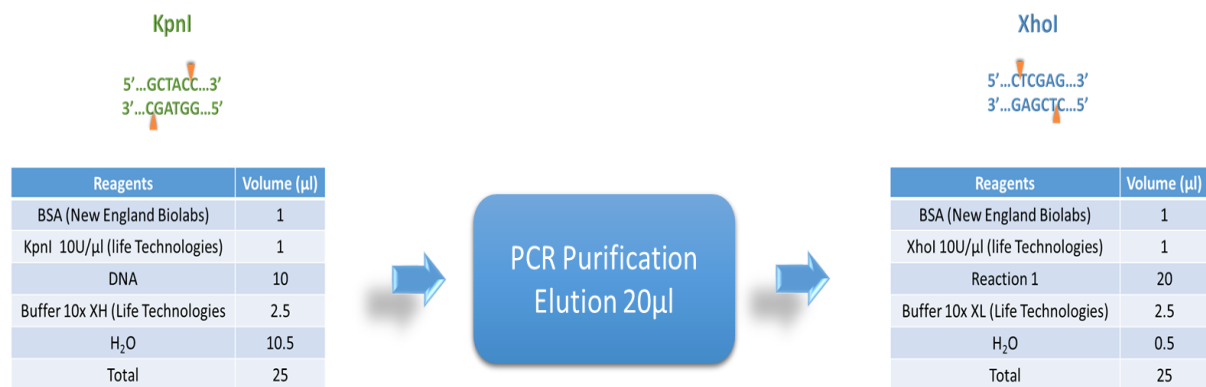 KpnI
5’...GCTACC...3’
3’...CGATGG...5’
Reagents Volume (µl)
BSA (New England Biolabs) 1
KpnI 10U/µl (life Technologies) 1
DNA 10
Buffer 10x XH (Life Technologies 2.5
H₂O 10.5
Total 25
PCR Purification
Elution 20µl
XhoI
5’...CTCGAG...3’
3’...GAGCTC...5’
Reagents Volume (µl)
BSA (New England Biolabs) 1
XhoI 10U/µl (life Technologies) 1
Reaction 1 20
Buffer 10x XL (Life Technologies) 2.5
H₂O 0.5
Total 25